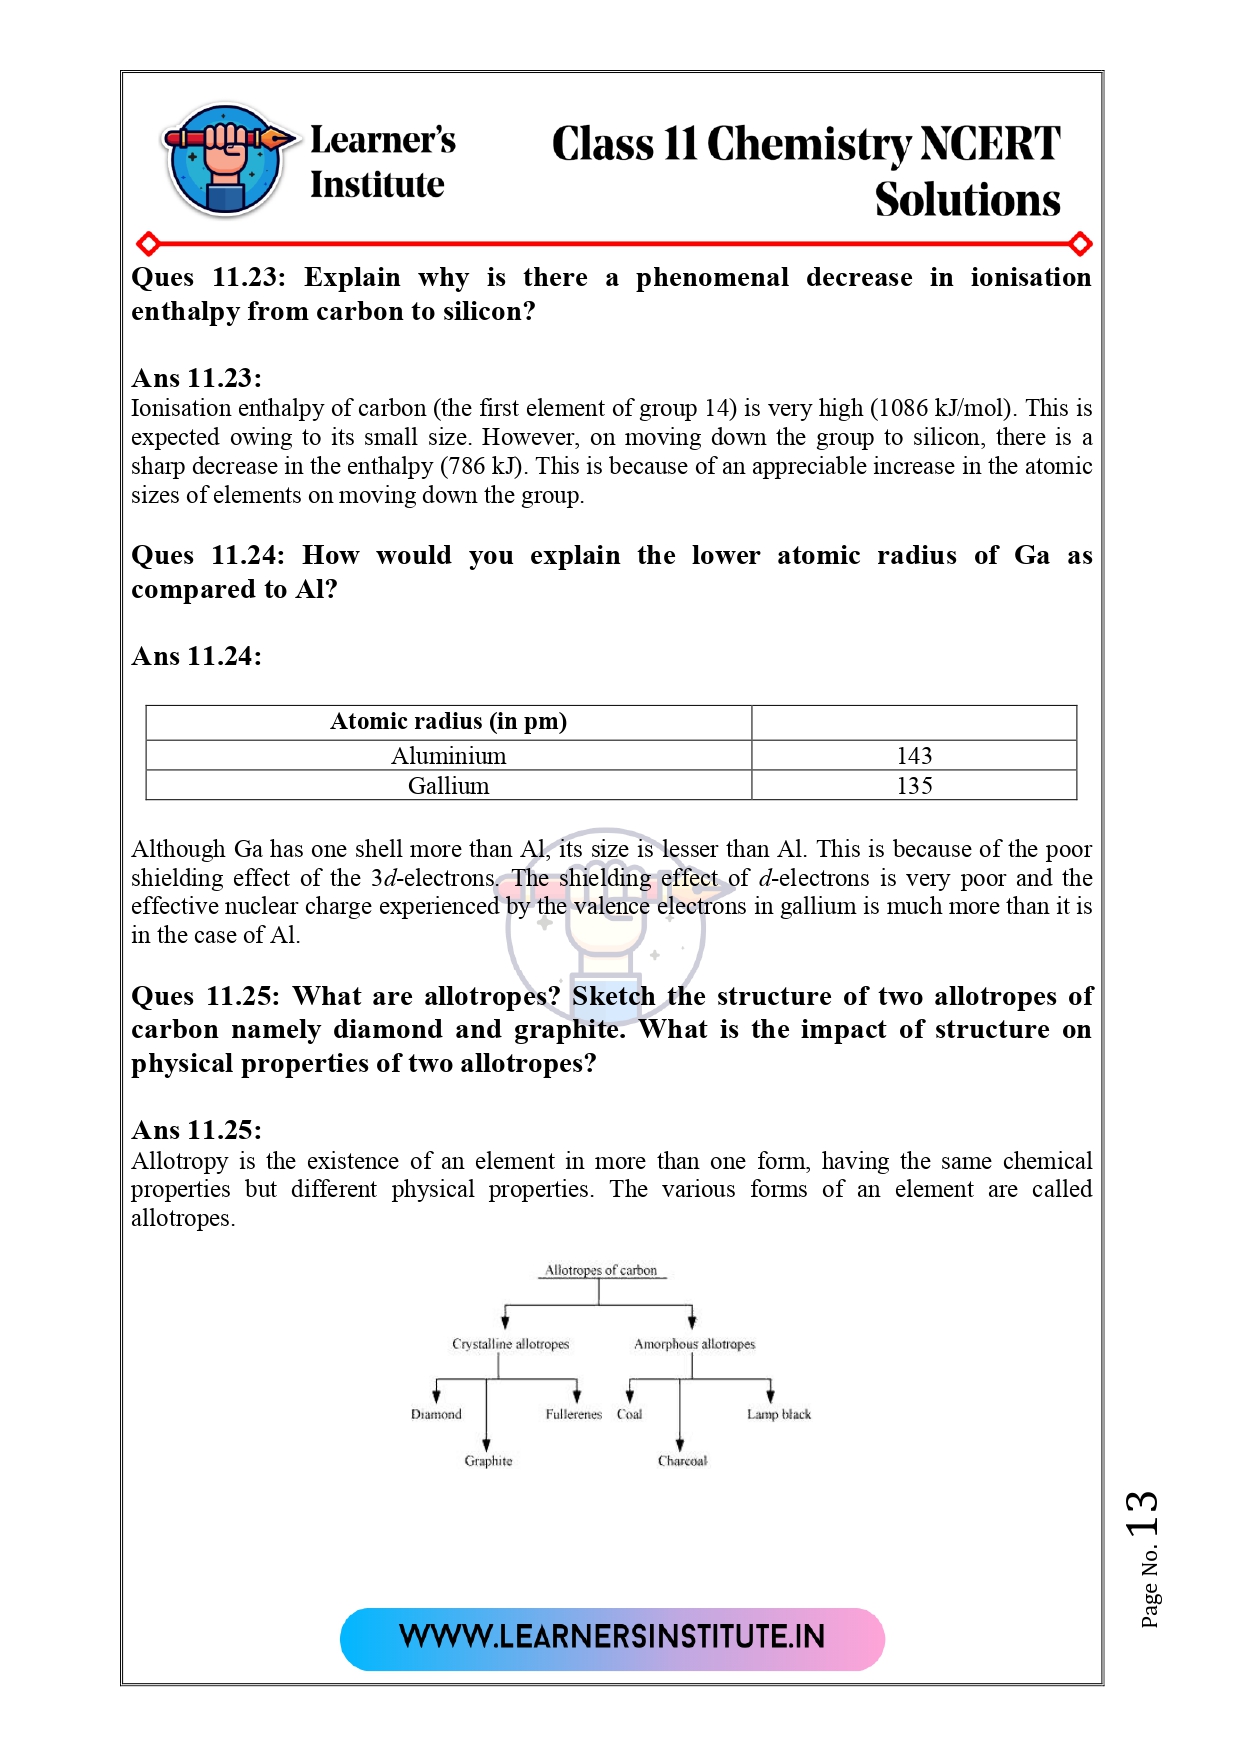 Learner's
Institute
Class 11 Chemistry NCERT
Solutions
Ques 11.23: Explain why is there a phenomenal decrease in ionisation
enthalpy from carbon to silicon?
Ans 11.23:
Ionisation enthalpy of carbon (the first element of group 14) is very high (1086 kJ/mol). This is
expected owing to its small size. However, on moving down the group to silicon, there is a
sharp decrease in the enthalpy (786 kJ). This is because of an appreciable increase in the atomic
sizes of elements on moving down the group.
Ques 11.24: How would you explain the lower atomic radius of Ga as
compared to Al?
Ans 11.24:
Atomic radius (in pm)
Aluminium 143
Gallium 135
Although Ga has one shell more than Al, its size is lesser than Al. This is because of the poor
shielding effect of the 3d-electrons. The shielding effect of d-electrons is very poor and the
effective nuclear charge experienced by the valence electrons in gallium is much more than it is
in the case of Al.
Ques 11.25: What are allotropes? Sketch the structure of two allotropes of
carbon namely diamond and graphite. What is the impact of structure on
physical properties of two allotropes?
Ans 11.25:
Allotropy is the existence of an element in more than one form, having the same chemical
properties but different physical properties. The various forms of an element are called
allotropes.
Allotropes of carbon
Crystalline allotropes Amorphous allotropes
Diamond Fullerenes Coal Lamp black
Graphite Charcoal
Page No. 13
WWW.LEARNERSINSTITUTE.IN